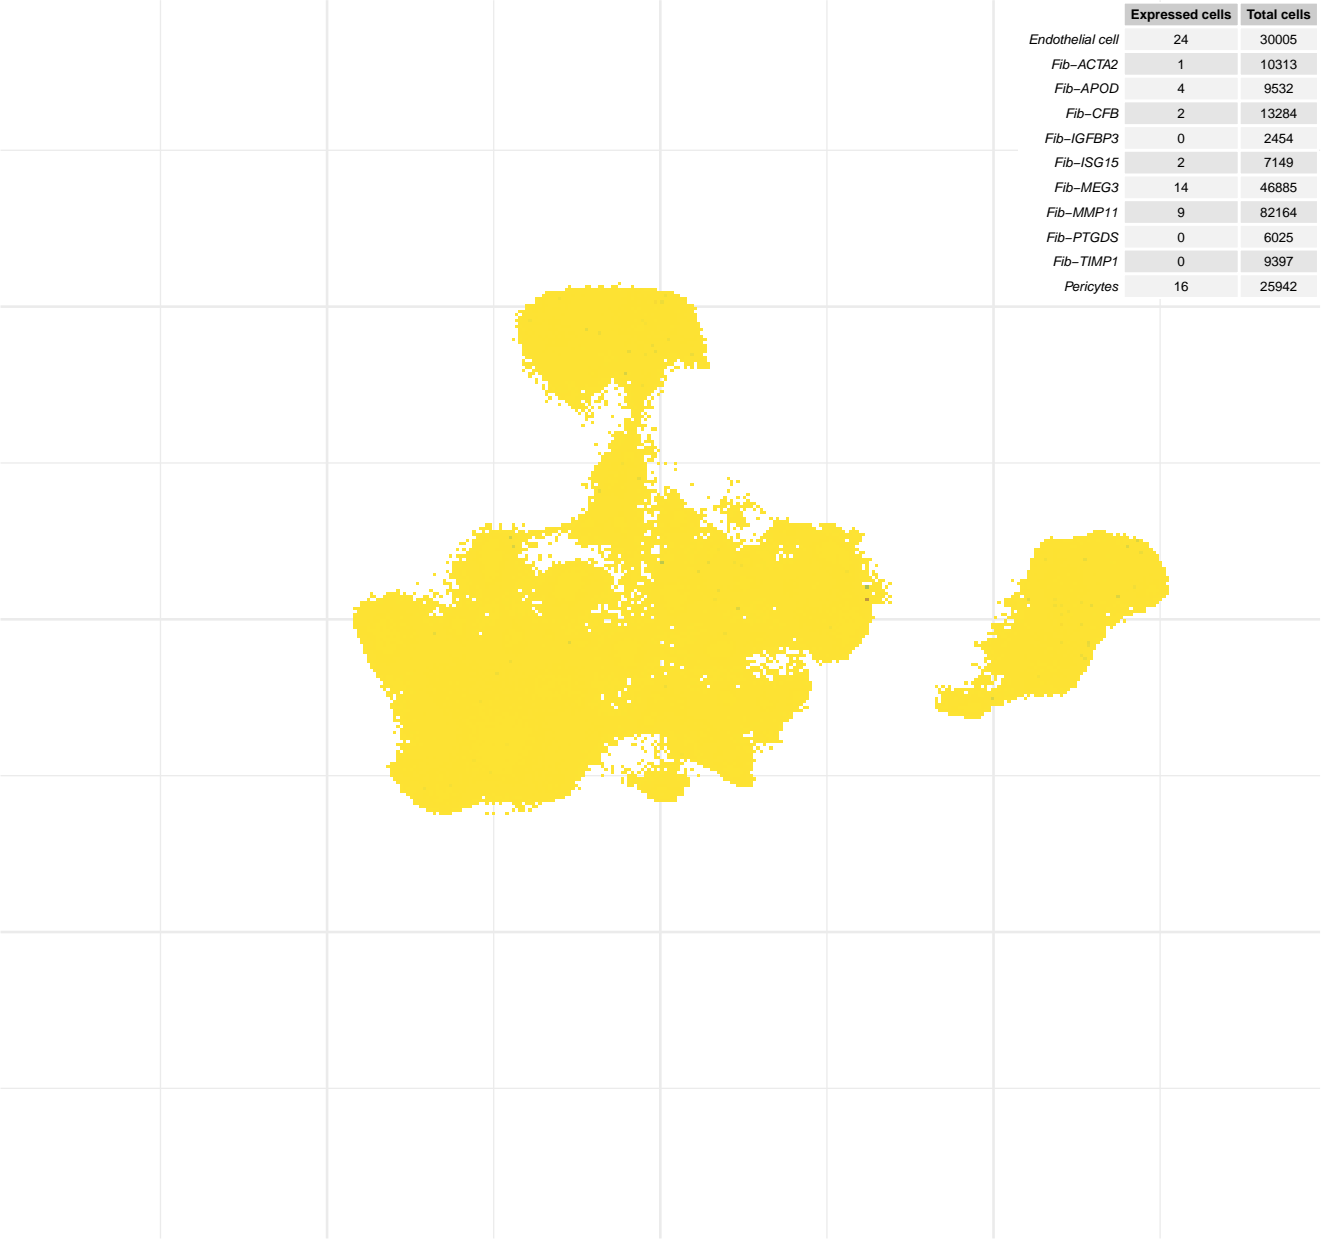 Expressed cells Total cells
Endothelial cell 24 30005
Fib−ACTA2 1 10313
Fib−APOD 4 9532
Fib−CFB 2 13284
Fib−IGFBP3 0 2454
Fib−ISG15 2 7149
Fib−MEG3 14 46885
Fib−MMP11 9 82164
Fib−PTGDS 0 6025
Fib−TIMP1 0 9397
Pericytes 16 25942